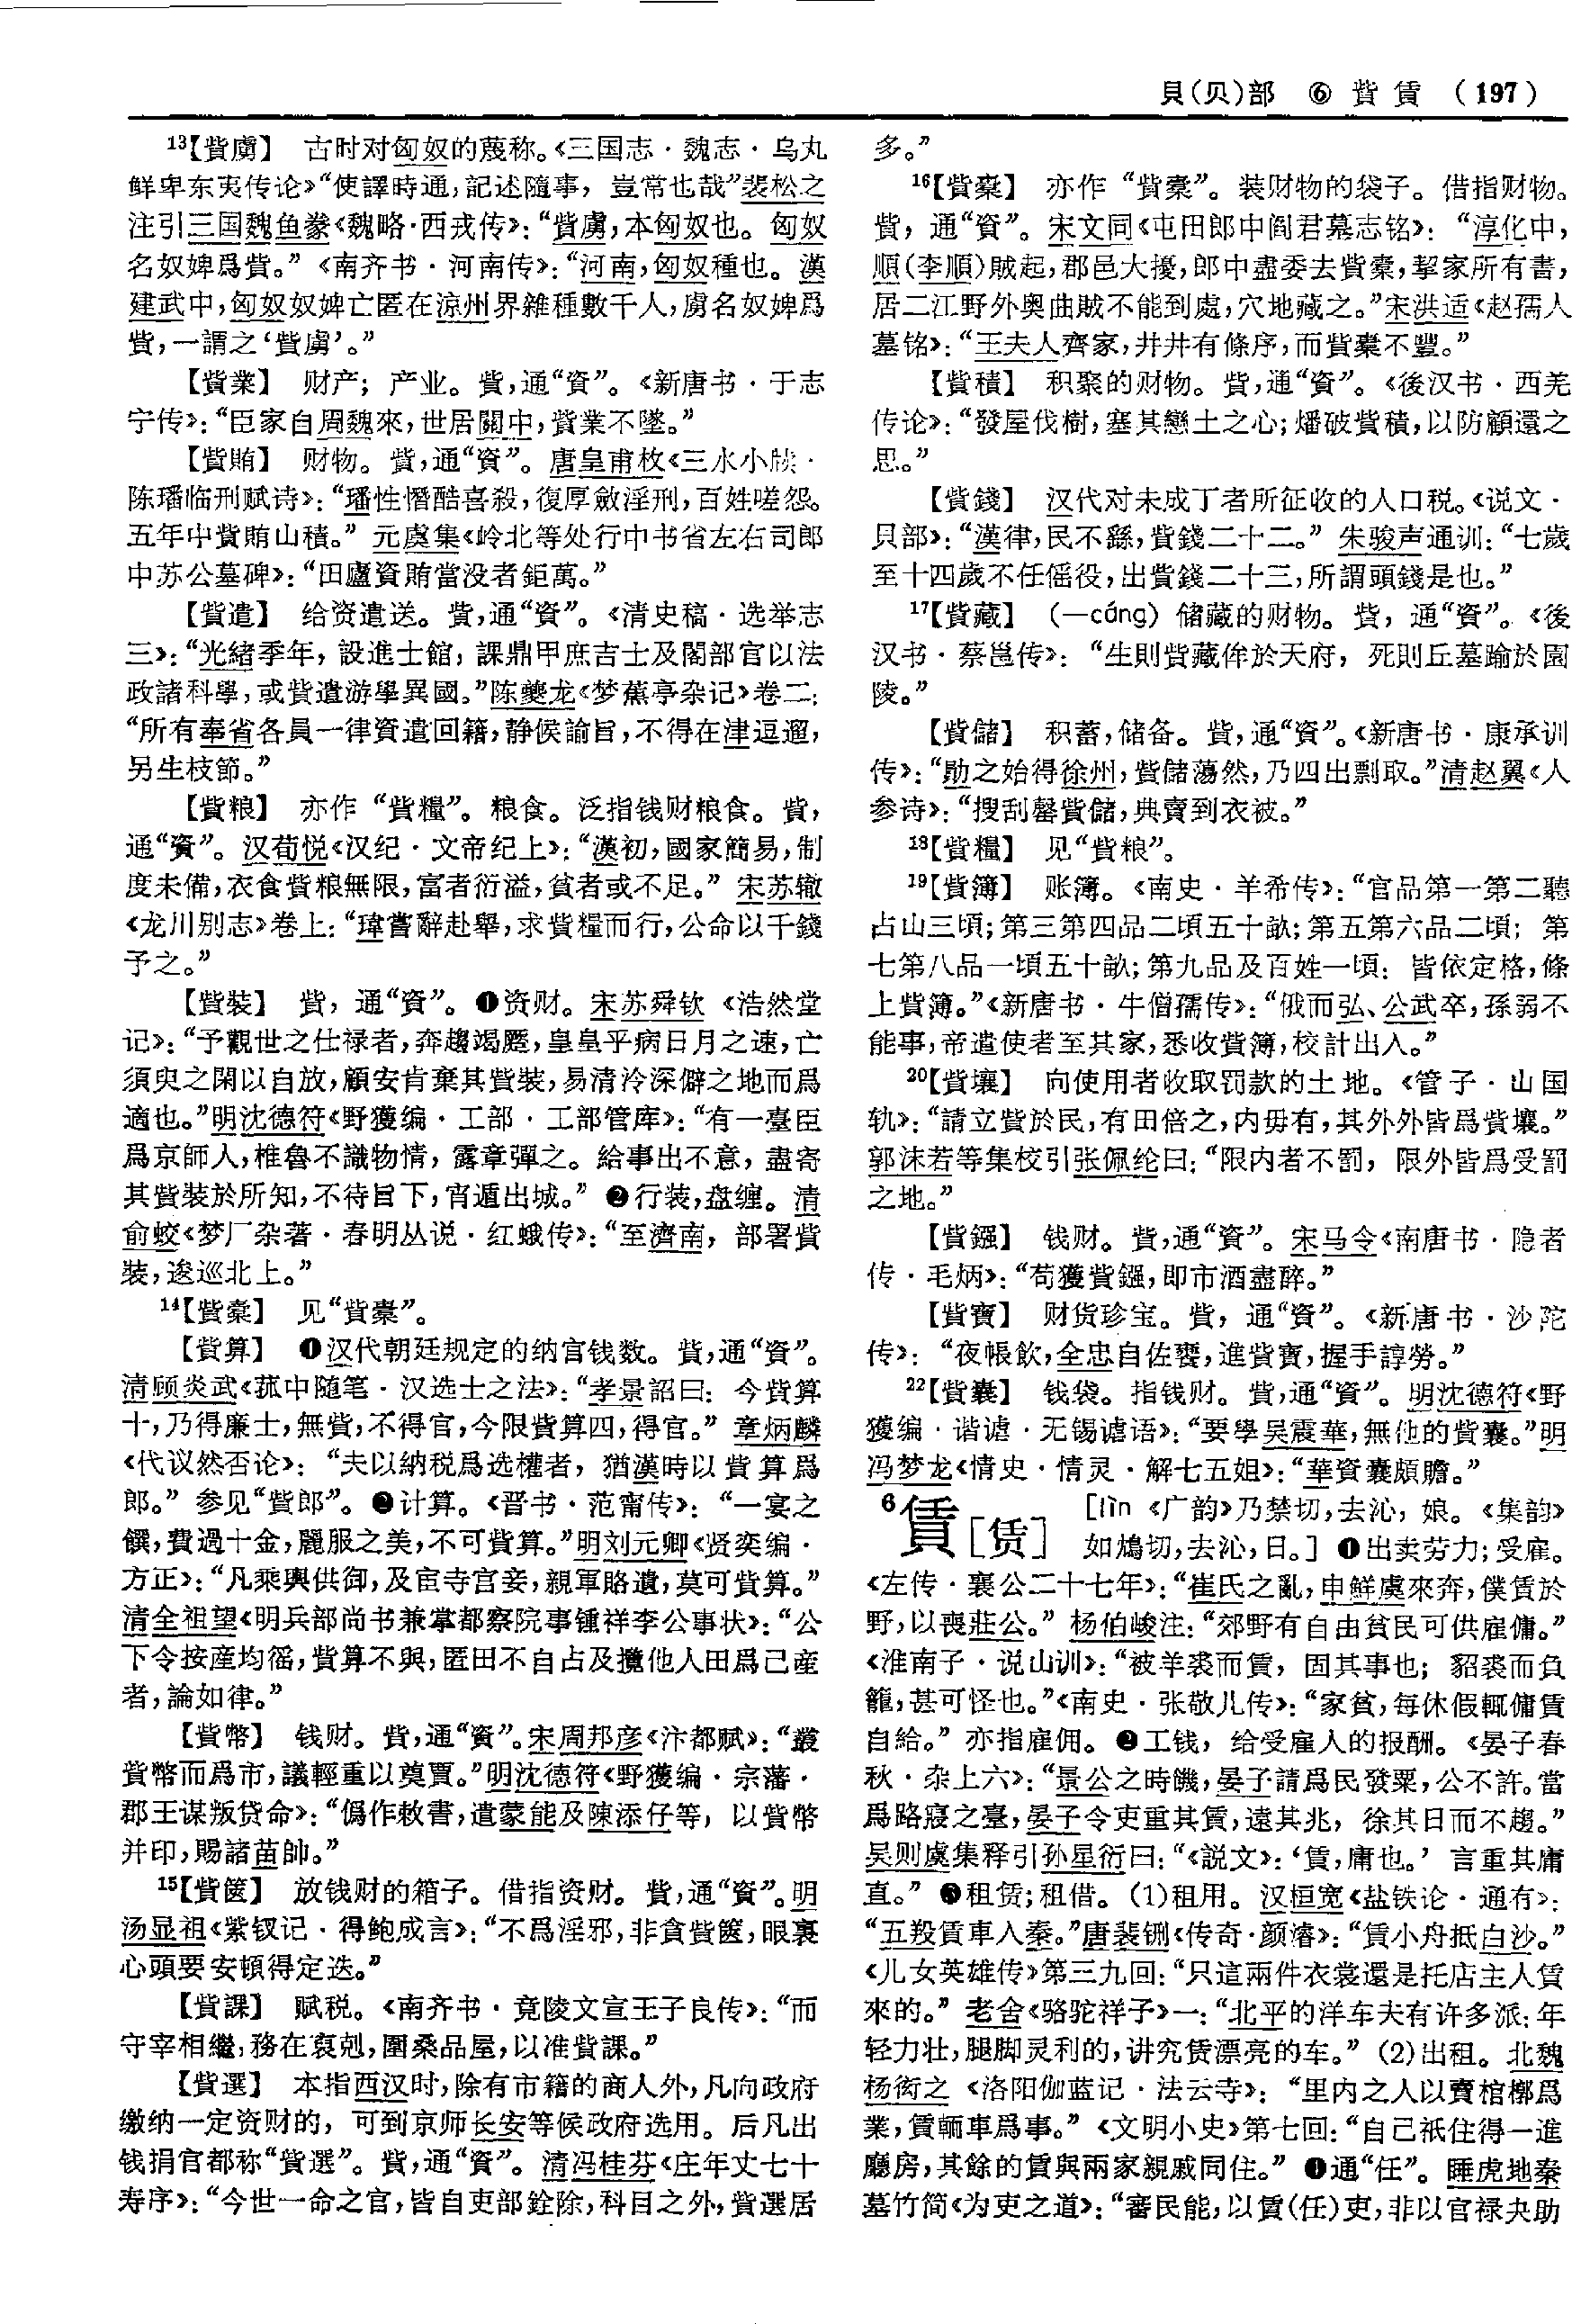 貝(贝)部 ⑥ 貲 賃 (197)
13【貲虜】 古时对匈奴的蔑称。《三国志·魏志·乌丸
鲜卑东夷传论》“使譯時通，記述隨事，豈常也哉”裴松之
注引三国魏鱼豢《魏略·西戎传》：“貲虜，本匈奴也。匈奴
名奴婢爲貲。”《南齐书·河南传》：“河南，匈奴種也。漢
建武中，匈奴奴婢亡匿在涼州界雜種數千人，虜名奴婢爲
貲，一謂之‘貲虜’。”
【貲業】 财产；产业。貲，通“資”。《新唐书·于志
宁传》：“臣家自周魏來，世居關中，貲業不墜。”
【貲賄】 财物。貲，通“資”。唐皇甫枚《三水小牍·
陈璠临刑赋诗》：“璠性憯酷喜殺，復厚斂淫刑，百姓嗟怨。
五年中貲賄山積。”元虞集《岭北等处行中书省左右司郎
中苏公墓碑》：“田廬資賄當没者鉅萬。”
【貲遣】 给资遣送。貲，通“資”。《清史稿·选举志
三》：“光緒季年，設進士館，課鼎甲庶吉士及閣部官以法
政諸科學，或貲遣游學異國。”陈夔龙《梦蕉亭杂记》卷二：
“所有奉省各員一律資遣回籍，静候諭旨，不得在津逗遛，
另生枝節。”
【貲粮】 亦作“貲糧”。粮食。泛指钱财粮食。貲，
通“資”。汉荀悦《汉纪·文帝纪上》：“漢初，國家簡易，制
度未備，衣食貲粮無限，富者衍溢，貧者或不足。”宋苏辙
《龙川别志》卷上：“瑋嘗辭赴舉，求貲糧而行，公命以千錢
予之。”
【貲裝】 貲，通“資”。❶资财。宋苏舜钦《浩然堂
记》：“予觀世之仕禄者，奔趨竭蹷，皇皇乎病日月之速，亡
須臾之閑以自放，顧安肯棄其貲裝，易清泠深僻之地而爲
適也。”明沈德符《野獲编·工部·工部管库》：“有一臺臣
爲京師人，椎魯不識物情，露章彈之。給事出不意，盡寄
其貲裝於所知，不待旨下，宵遁出城。”❷行装，盘缠。清
俞蛟《梦厂杂著·春明丛说·红蛾传》：“至濟南，部署貲
裝，逡巡北上。”
14【貲槖】 见“貲橐”。
【貲算】 ❶汉代朝廷规定的纳官钱数。貲，通“資”。
清顾炎武《菰中随笔·汉选士之法》：“孝景詔曰：今貲算
十，乃得廉士，無貲，不得官，今限貲算四，得官。”章炳麟
《代议然否论》：“夫以納税爲选權者，猶漢時以貲算爲
郎。”参见“貲郎”。❷计算。《晋书·范甯传》：“一宴之
饌，費過十金，麗服之美，不可貲算。”明刘元卿《贤奕编·
方正》：“凡乘輿供御，及宦寺宫妾，親軍賂遺，莫可貲算。”
清全祖望《明兵部尚书兼掌都察院事锺祥李公事状》：“公
下令按産均徭，貲算不與，匿田不自占及攬他人田爲己産
者，論如律。”
【貲幣】 钱财。貲，通“資”。宋周邦彦《汴都赋》：“叢
貲幣而爲市，議輕重以奠賈。”明沈德符《野獲编·宗藩·
郡王谋叛贷命》：“僞作敕書，遣蒙能及陳添仔等，以貲幣
并印，賜諸苗帥。”
15【貲箧】 放钱财的箱子。借指资财。貲，通“資”。明
汤显祖《紫钗记·得鲍成言》：“不爲淫邪，非貪貲篋，眼裏
心頭要安頓得定迭。”
【貲課】 赋税。《南齐书·竟陵文宣王子良传》：“而
守宰相繼，務在裒剋，圍桑品屋，以准貲課。”
【貲選】 本指西汉时，除有市籍的商人外，凡向政府
缴纳一定资财的，可到京师长安等候政府选用。后凡出
钱捐官都称“貲選”。貲，通“資”。清冯桂芬《庄年丈七十
寿序》：“今世一命之官，皆自吏部銓除，科目之外，貲選居
多。”
16【貲橐】 亦作“貲槖”。装财物的袋子。借指财物。
貲，通“資”。宋文同《屯田郎中阎君墓志铭》：“淳化中，
順(李順)賊起，郡邑大擾，郎中盡委去貲橐，挈家所有書，
居二江野外奥曲賊不能到處，穴地藏之。”宋洪适《赵孺人
墓铭》：“王夫人齊家，井井有條序，而貲橐不豐。”
【貲積】 积聚的财物。貲，通“資”。《後汉书·西羌
传论》：“發屋伐樹，塞其戀土之心；燔破貲積，以防顧還之
思。”
【貲錢】 汉代对未成丁者所征收的人口税。《说文·
貝部》：“漢律，民不繇，貲錢二十二。”朱骏声通训：“七歲
至十四歲不任徭役，出貲錢二十三，所謂頭錢是也。”
17【貲藏】 (—cáng) 储藏的财物。貲，通“資”。《後
汉书·蔡邕传》：“生則貲藏侔於天府，死則丘墓踰於園
陵。”
【貲儲】 积蓄，储备。貲，通“資”。《新唐书·康承训
传》：“勛之始得徐州，貲儲蕩然，乃四出剽取。”清赵翼《人
参诗》：“搜刮罄貲儲，典賣到衣被。”
18【貲糧】 见“貲粮”。
19【貲簿】 账簿。《南史·羊希传》：“官品第一第二聽
占山三頃；第三第四品二頃五十畝；第五第六品二頃；第
七第八品一頃五十畝；第九品及百姓一頃：皆依定格，條
上貲簿。”《新唐书·牛僧孺传》：“俄而弘、公武卒，孫弱不
能事，帝遣使者至其家，悉收貲簿，校計出入。”
20【貲壤】 向使用者收取罚款的土地。《管子·山国
轨》：“請立貲於民，有田倍之，内毋有，其外外皆爲貲壤。”
郭沫若等集校引张佩纶曰：“限内者不罰，限外皆爲受罰
之地。”
【貲鏹】 钱财。貲，通“資”。宋马令《南唐书·隐者
传·毛炳》：“苟獲貲鏹，即市酒盡醉。”
【貲寶】 财货珍宝。貲，通“資”。《新唐书·沙陀
传》：“夜帳飲，全忠自佐饔，進貲寶，握手諄勞。”
22【貲囊】 钱袋。指钱财。貲，通“資”。明沈德符《野
獲编·谐谑·无锡谑语》：“要學吴震華，無他的貲囊。”明
冯梦龙《情史·情灵·解七五姐》：“華資囊頗贍。”
6賃[赁] [lìn《广韵》乃禁切，去沁，娘。《集韵》
如鴆切，去沁，日。] ❶出卖劳力；受雇。
《左传·襄公二十七年》：“崔氏之亂，申鮮虞來奔，僕賃於
野，以喪莊公。”杨伯峻注：“郊野有自由貧民可供雇傭。”
《淮南子·说山训》：“被羊裘而賃，固其事也；貂裘而負
籠，甚可怪也。”《南史·张敬儿传》：“家貧，每休假輒傭賃
自給。”亦指雇佣。❷工钱，给受雇人的报酬。《晏子春
秋·杂上六》：“景公之時饑，晏子請爲民發粟，公不許。當
爲路寢之臺，晏子令吏重其賃，遠其兆，徐其日而不趨。”
吴则虞集释引孙星衍曰：“《説文》：‘賃，庸也。’言重其庸
直。”❸租赁；租借。(1)租用。汉桓宽《盐铁论·通有》：
“五羖賃車入秦。”唐裴铏《传奇·颜濬》：“賃小舟抵白沙。”
《儿女英雄传》第三九回：“只這兩件衣裳還是托店主人賃
來的。”老舍《骆驼祥子》一：“北平的洋车夫有许多派：年
轻力壮，腿脚灵利的，讲究赁漂亮的车。”(2)出租。北魏
杨衒之《洛阳伽蓝记·法云寺》：“里内之人以賣棺槨爲
業，賃輀車爲事。”《文明小史》第七回：“自己祇住得一進
廳房，其餘的賃與兩家親戚同住。”❹通“任”。睡虎地秦
墓竹简《为吏之道》：“審民能，以賃(任)吏，非以官禄夬助